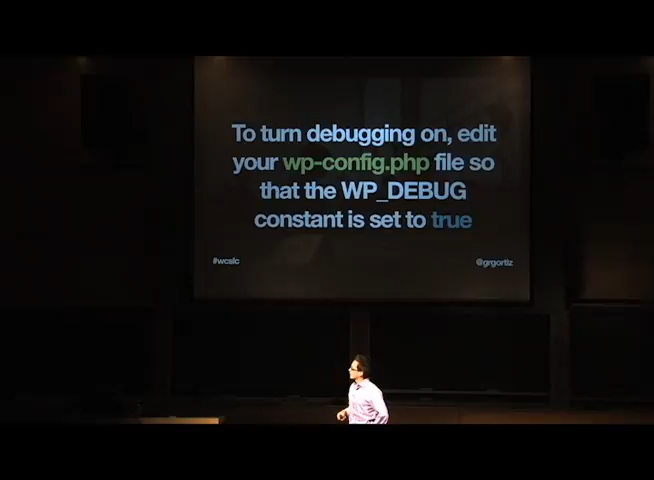 To turn debugging on, edit
your wp-config.php file so
that the WP_DEBUG
constant is set to true
#wcslc
@grgortiz